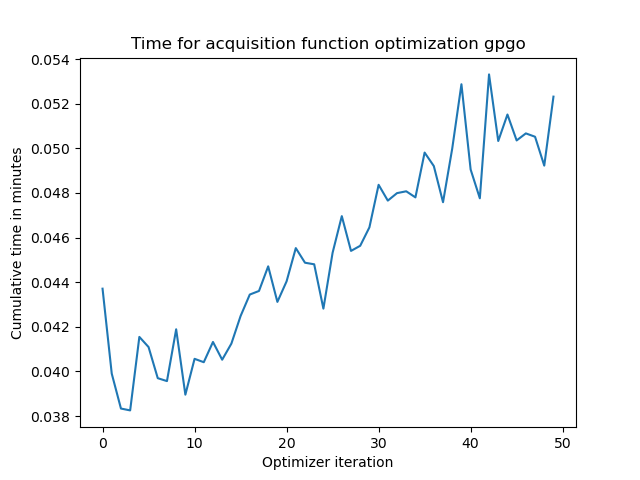 Time for acquisition function optimization gpgo
0.054
0.052
0.050
0.048
0.046
0.044
0.042
0.040
0.038
Cumulative time in minutes
0 10 20 30 40 50
Optimizer iteration